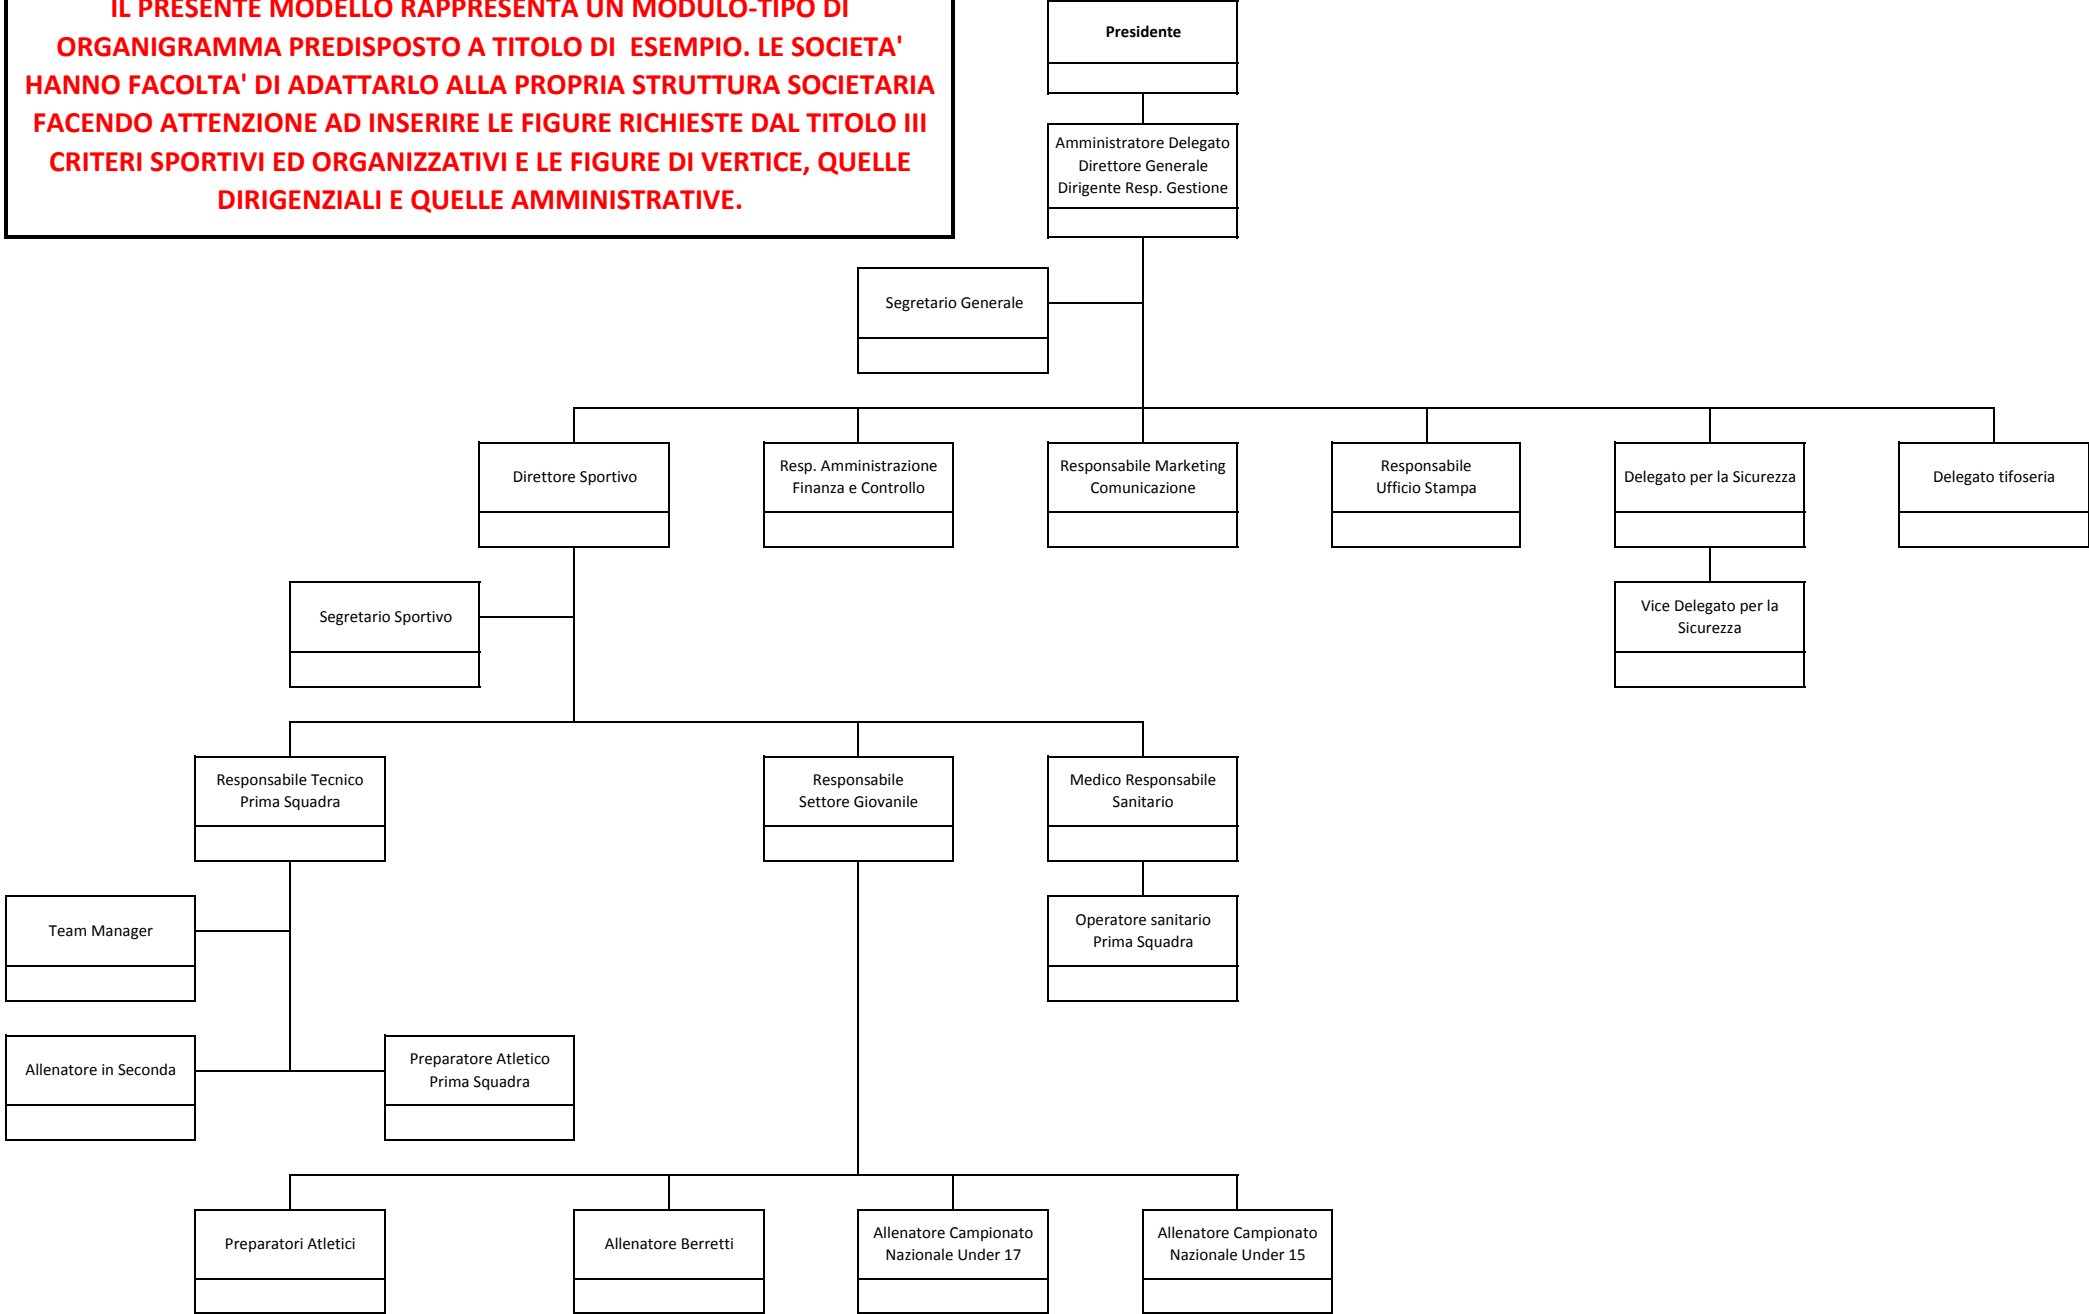 IL PRESENTE MODELLO RAPPRESENTA UN MODULO-TIPO DI
ORGANIGRAMMA PREDISPOSTO A TITOLO DI ESEMPIO. LE SOCIETA'
HANNO FACOLTA' DI ADATTARLO ALLA PROPRIA STRUTTURA SOCIETARIA
FACENDO ATTENZIONE AD INSERIRE LE FIGURE RICHIESTE DAL TITOLO III
CRITERI SPORTIVI ED ORGANIZZATIVI E LE FIGURE DI VERTICE, QUELLE
DIRIGENZIALI E QUELLE AMMINISTRATIVE.
Presidente
Amministratore Delegato
Direttore Generale
Dirigente Resp. Gestione
Segretario Generale
Direttore Sportivo
Resp. Amministrazione
Finanza e Controllo
Responsabile Marketing
Comunicazione
Responsabile
Ufficio Stampa
Delegato per la Sicurezza
Delegato tifoseria
Segretario Sportivo
Vice Delegato per la
Sicurezza
Responsabile Tecnico
Prima Squadra
Responsabile
Settore Giovanile
Medico Responsabile
Sanitario
Team Manager
Operatore sanitario
Prima Squadra
Allenatore in Seconda
Preparatore Atletico
Prima Squadra
Preparatori Atletici
Allenatore Berretti
Allenatore Campionato
Nazionale Under 17
Allenatore Campionato
Nazionale Under 15